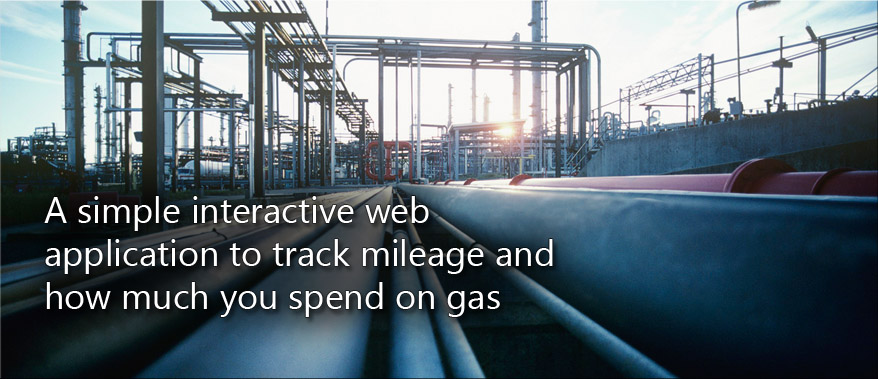 A simple interactive web
application to track mileage and
how much you spend on gas